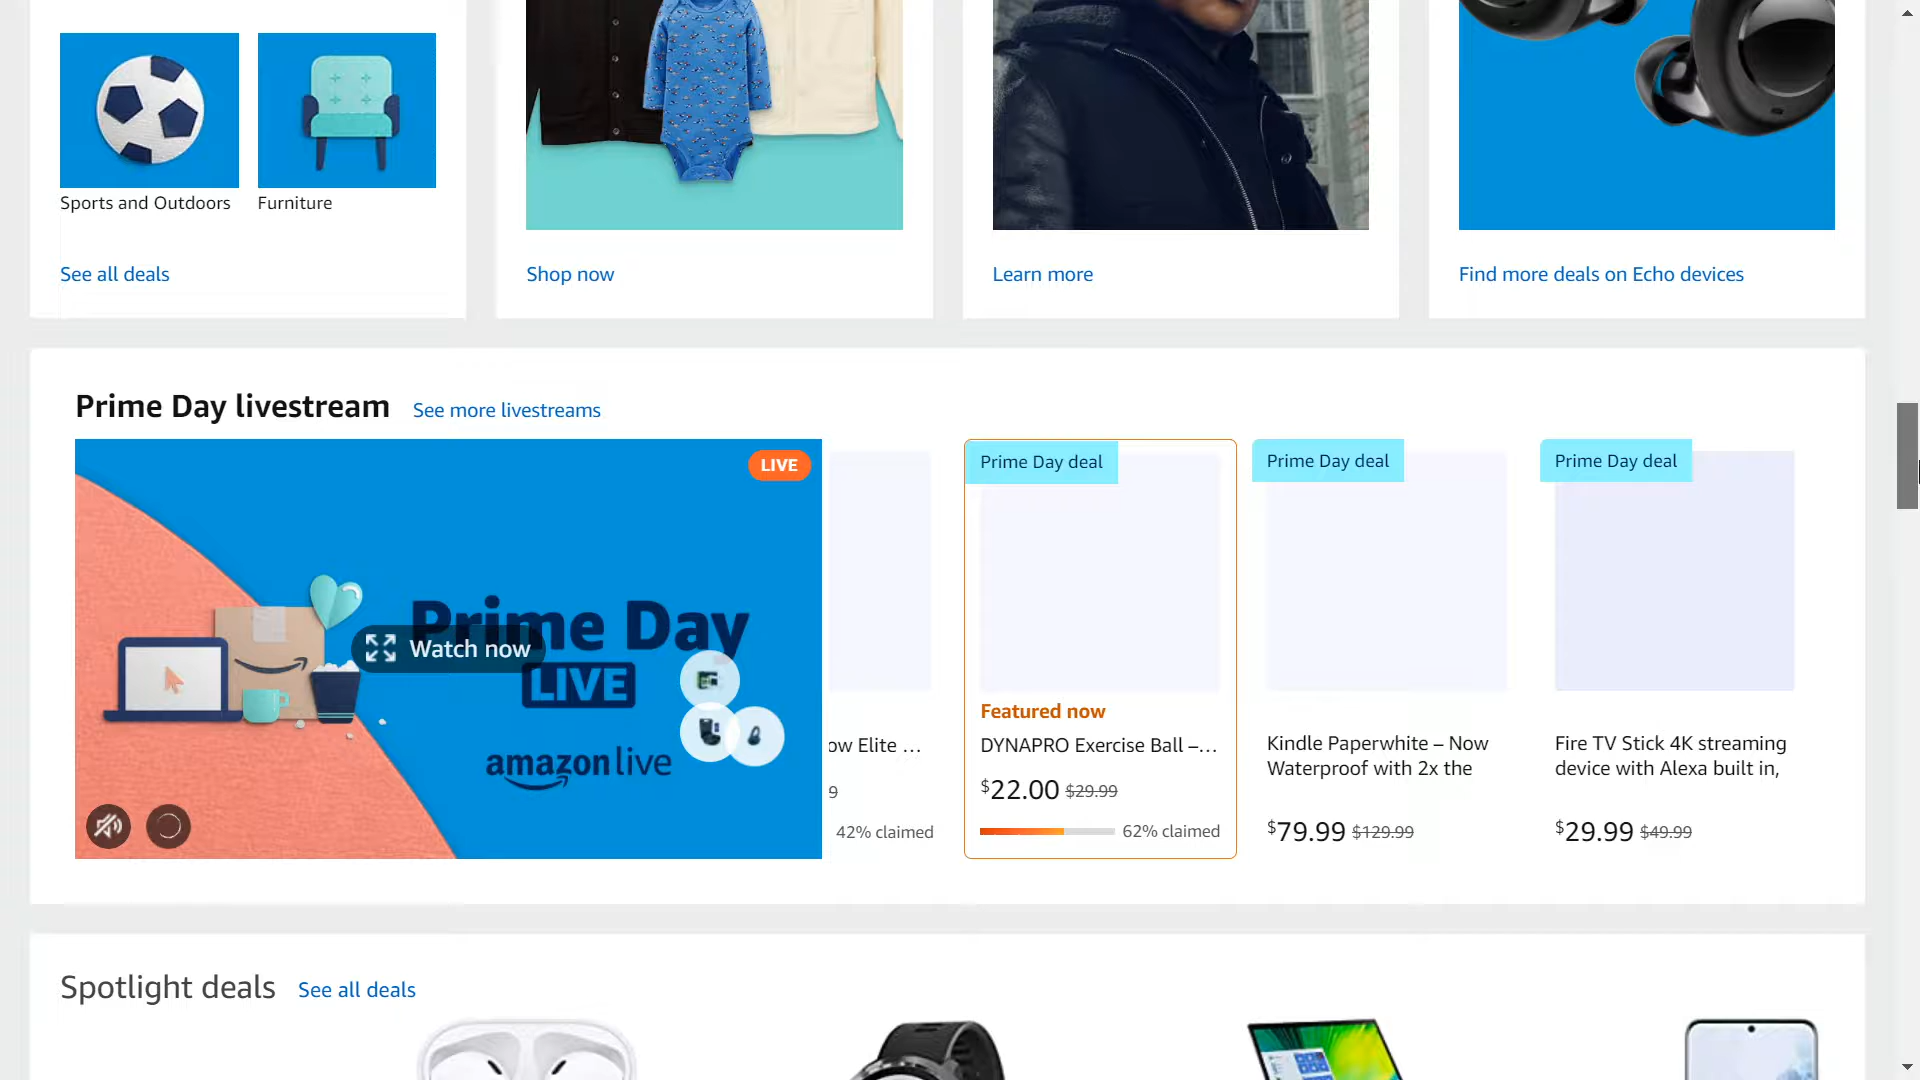 Sports and Outdoors
Furniture
See all deals
Shop now
Learn more
Find more deals on Echo devices
Prime Day livestream
See more livestreams
LIVE
Prime Day
LIVE
Watch now
amazon live
ow Elite …
9
42% claimed
Prime Day deal
Featured now
DYNAPRO Exercise Ball –…
$22.00 $29.99
62% claimed
Prime Day deal
Kindle Paperwhite – Now
Waterproof with 2x the
$79.99 $129.99
Prime Day deal
Fire TV Stick 4K streaming
device with Alexa built in,
$29.99 $49.99
Spotlight deals
See all deals